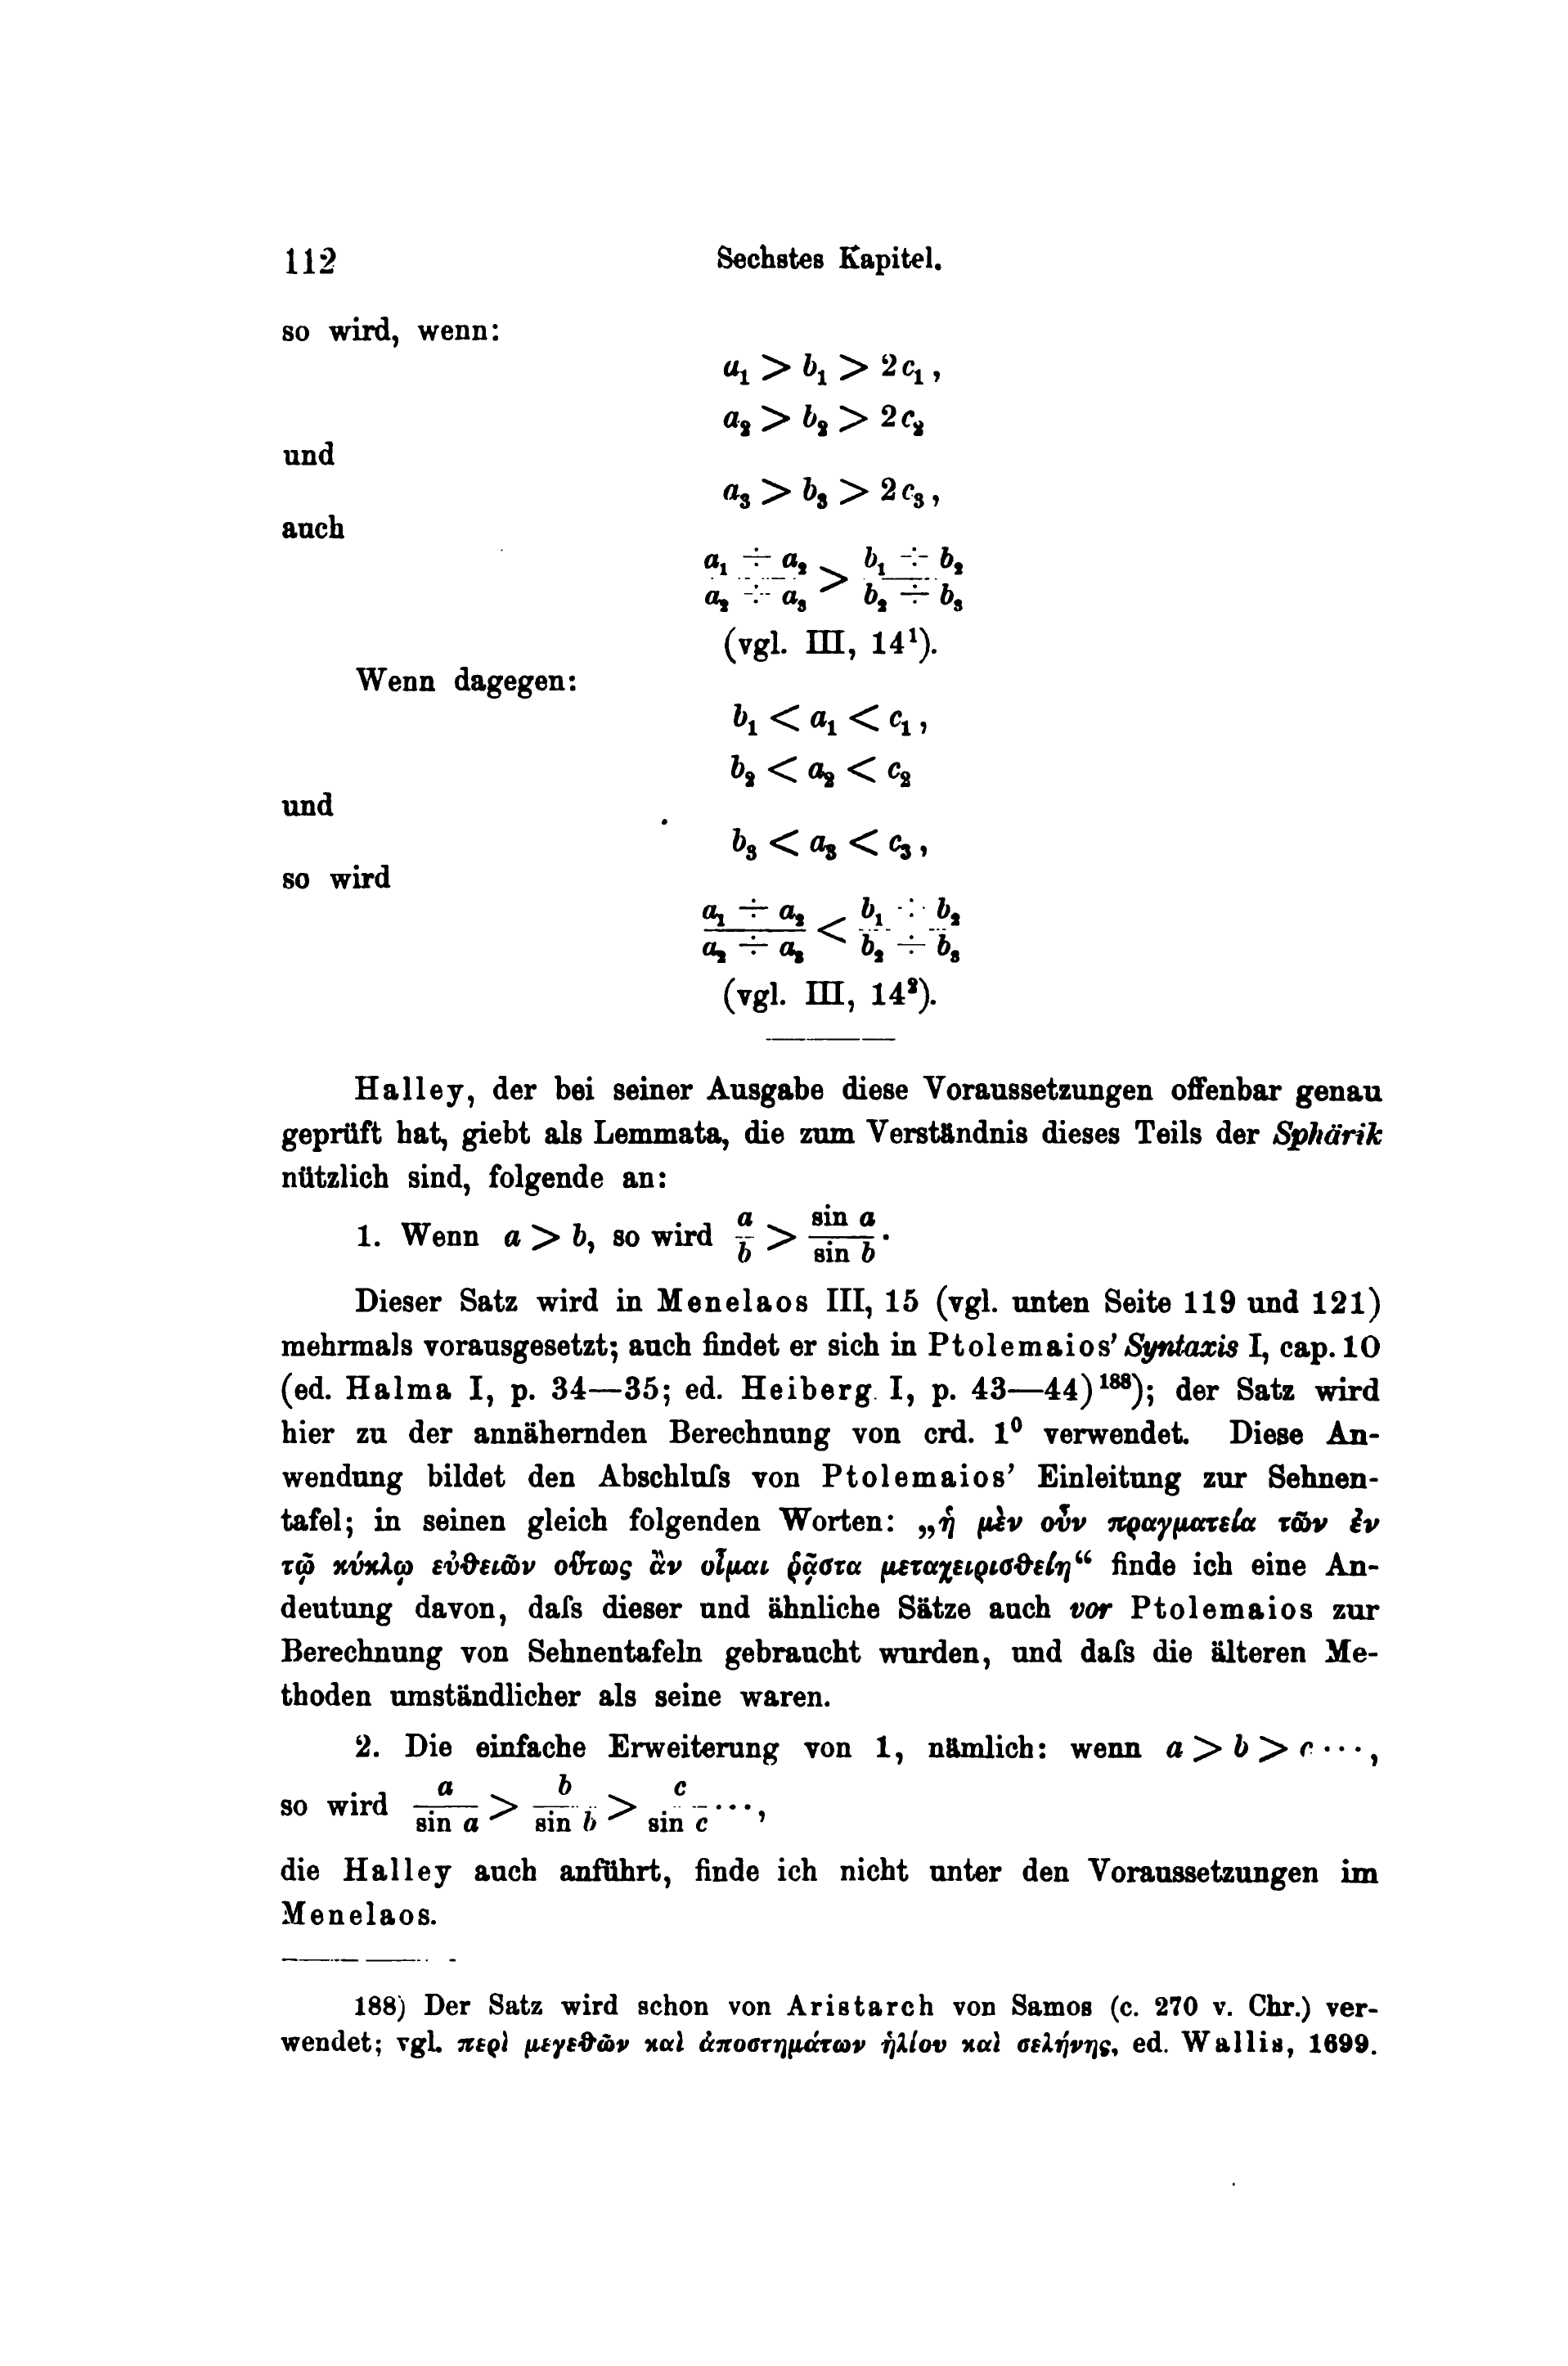 112 Sechstes Kapitel.
so wird, wenn:
a₁ > b₁ > 2c₁,
a₂ > b₂ > 2c₂
und
a₃ > b₃ > 2c₃,
auch
a₁ ÷ a₂ / a₂ ÷ a₃ > b₁ ÷ b₂ / b₂ ÷ b₃
(vgl. III, 14¹).
Wenn dagegen:
b₁ < a₁ < c₁,
b₂ < a₂ < c₂
und
b₃ < a₃ < c₃,
so wird
a₁ ÷ a₂ / a₂ ÷ a₃ < b₁ ÷ b₂ / b₂ ÷ b₃
(vgl. III, 14²).
Halley, der bei seiner Ausgabe diese Voraussetzungen offenbar genau
geprüft hat, giebt als Lemmata, die zum Verständnis dieses Teils der Sphärik
nützlich sind, folgende an:
1. Wenn a > b, so wird a/b > sin a / sin b.
Dieser Satz wird in Menelaos III, 15 (vgl. unten Seite 119 und 121)
mehrmals vorausgesetzt; auch findet er sich in Ptolemaios' Syntaxis I, cap. 10
(ed. Halma I, p. 34—35; ed. Heiberg I, p. 43—44)¹⁸⁸); der Satz wird
hier zu der annähernden Berechnung von crd. 1⁰ verwendet. Diese An-
wendung bildet den Abschluſs von Ptolemaios' Einleitung zur Sehnen-
tafel; in seinen gleich folgenden Worten: „ἡ μὲν οὖν πραγματεία τῶν ἐν
τῷ κύκλῳ εὐθειῶν οὕτως ἂν οἶμαι ῥᾷστα μεταχειρισθείη“ finde ich eine An-
deutung davon, daſs dieser und ähnliche Sätze auch vor Ptolemaios zur
Berechnung von Sehnentafeln gebraucht wurden, und daſs die älteren Me-
thoden umständlicher als seine waren.
2. Die einfache Erweiterung von 1, nämlich: wenn a > b > c ···,
so wird a / sin a > b / sin b > c / sin c ···,
die Halley auch anführt, finde ich nicht unter den Voraussetzungen im
Menelaos.
188) Der Satz wird schon von Aristarch von Samos (c. 270 v. Chr.) ver-
wendet; vgl. περὶ μεγεθῶν καὶ ἀποστημάτων ἡλίου καὶ σελήνης, ed. Wallis, 1699.